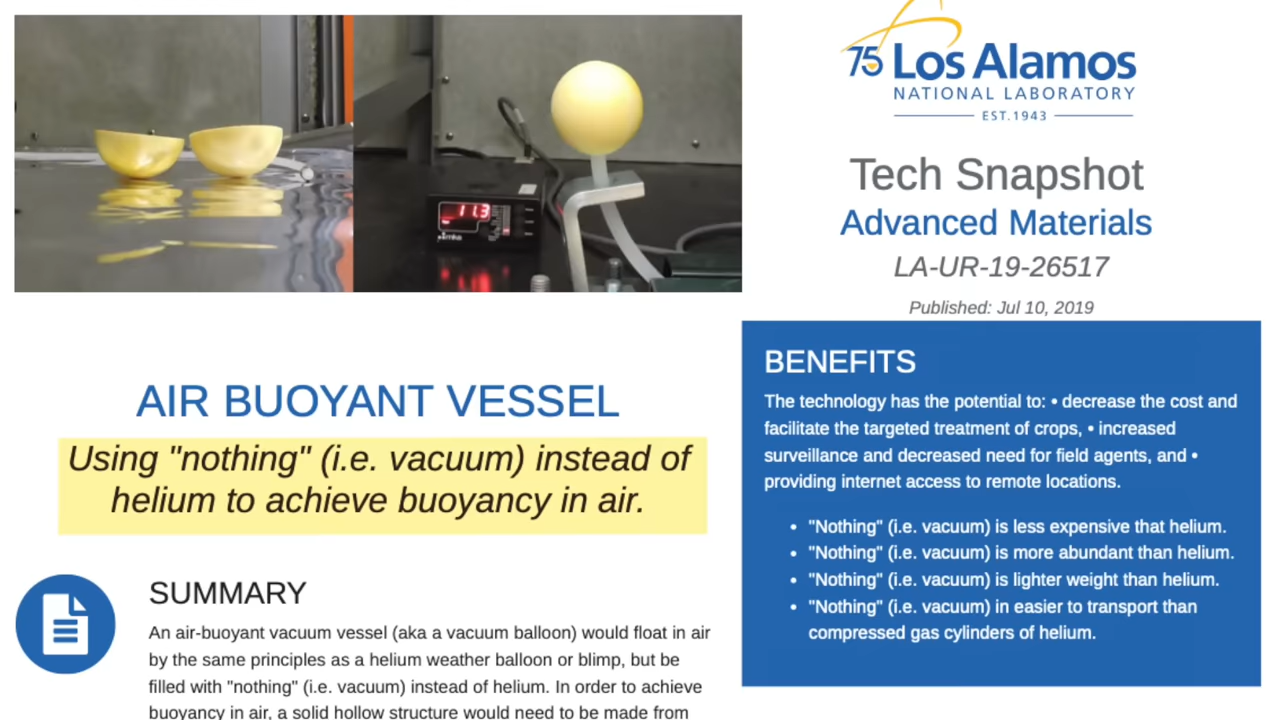 11.3
75 Los Alamos
NATIONAL LABORATORY
EST.1943
Tech Snapshot
Advanced Materials
LA-UR-19-26517
Published: Jul 10, 2019
AIR BUOYANT VESSEL
Using "nothing" (i.e. vacuum) instead of
helium to achieve buoyancy in air.
SUMMARY
An air-buoyant vacuum vessel (aka a vacuum balloon) would float in air
by the same principles as a helium weather balloon or blimp, but be
filled with "nothing" (i.e. vacuum) instead of helium. In order to achieve
buoyancy in air, a solid hollow structure would need to be made from
BENEFITS
The technology has the potential to: • decrease the cost and
facilitate the targeted treatment of crops, • increased
surveillance and decreased need for field agents, and •
providing internet access to remote locations.
• "Nothing" (i.e. vacuum) is less expensive that helium.
• "Nothing" (i.e. vacuum) is more abundant than helium.
• "Nothing" (i.e. vacuum) is lighter weight than helium.
• "Nothing" (i.e. vacuum) in easier to transport than
compressed gas cylinders of helium.